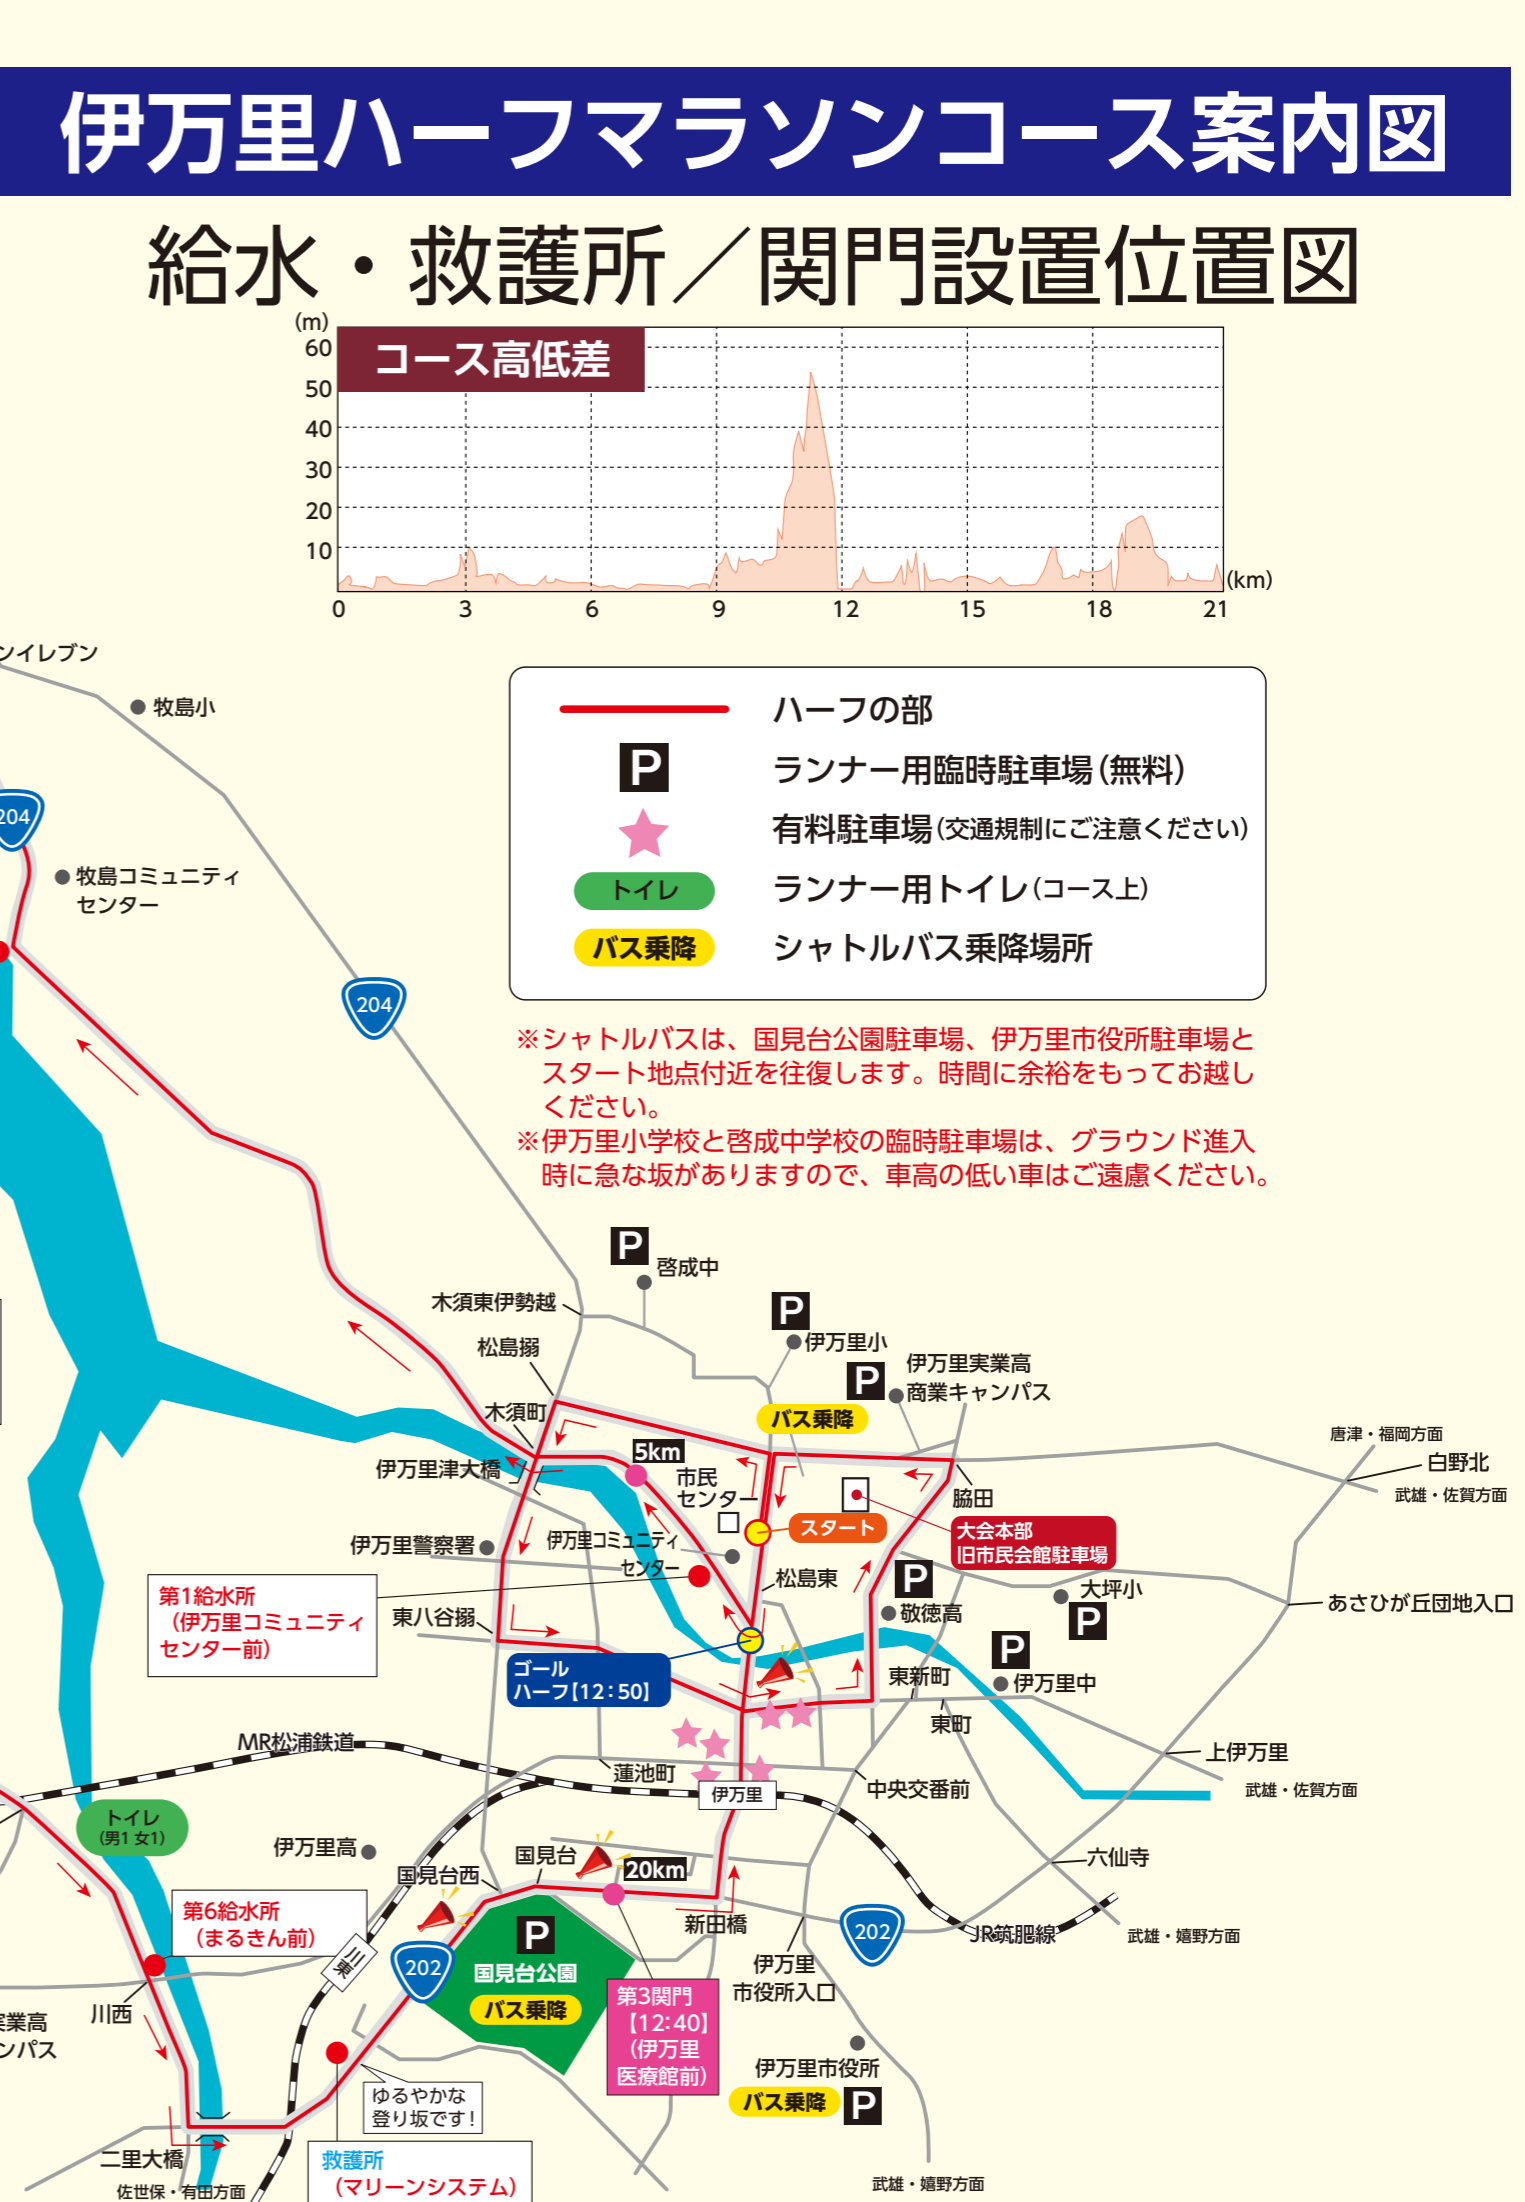 伊万里ハーフマラソンコース案内図
給水・救護所／関門設置位置図
(m)
コース高低差
60
50
40
30
20
10
0
3
6
9
12
15
18
21
(km)
ンイレブン
牧島小
204
牧島コミュニティ
センター
204
ハーフの部
P
ランナー用臨時駐車場(無料)
有料駐車場(交通規制にご注意ください)
トイレ
ランナー用トイレ(コース上)
バス乗降
シャトルバス乗降場所
※シャトルバスは、国見台公園駐車場、伊万里市役所駐車場と
スタート地点付近を往復します。時間に余裕をもってお越し
ください。
※伊万里小学校と啓成中学校の臨時駐車場は、グラウンド進入
時に急な坂がありますので、車高の低い車はご遠慮ください。
P
啓成中
木須東伊勢越
P
伊万里小
松島搦
P
伊万里実業高
商業キャンパス
バス乗降
木須町
唐津・福岡方面
白野北
武雄・佐賀方面
5km
伊万里津大橋
市民
センター
脇田
スタート
大会本部
旧市民会館駐車場
伊万里警察署
伊万里コミュニティ
センター
松島東
P
敬徳高
大坪小
P
あさひが丘団地入口
第1給水所
（伊万里コミュニティ
センター前）
東八谷搦
ゴール
ハーフ【12：50】
P
伊万里中
東新町
東町
MR松浦鉄道
蓮池町
伊万里
中央交番前
上伊万里
武雄・佐賀方面
トイレ
(男1 女1)
伊万里高
国見台西
国見台
20km
六仙寺
第6給水所
（まるきん前）
新田橋
202
JR筑肥線
武雄・嬉野方面
川東
202
P
国見台公園
バス乗降
伊万里
市役所入口
第3関門
【12：40】
（伊万里
医療館前）
川西
実業高
ンパス
伊万里市役所
バス乗降
P
ゆるやかな
登り坂です！
二里大橋
佐世保・有田方面
救護所
（マリーンシステム）
武雄・嬉野方面